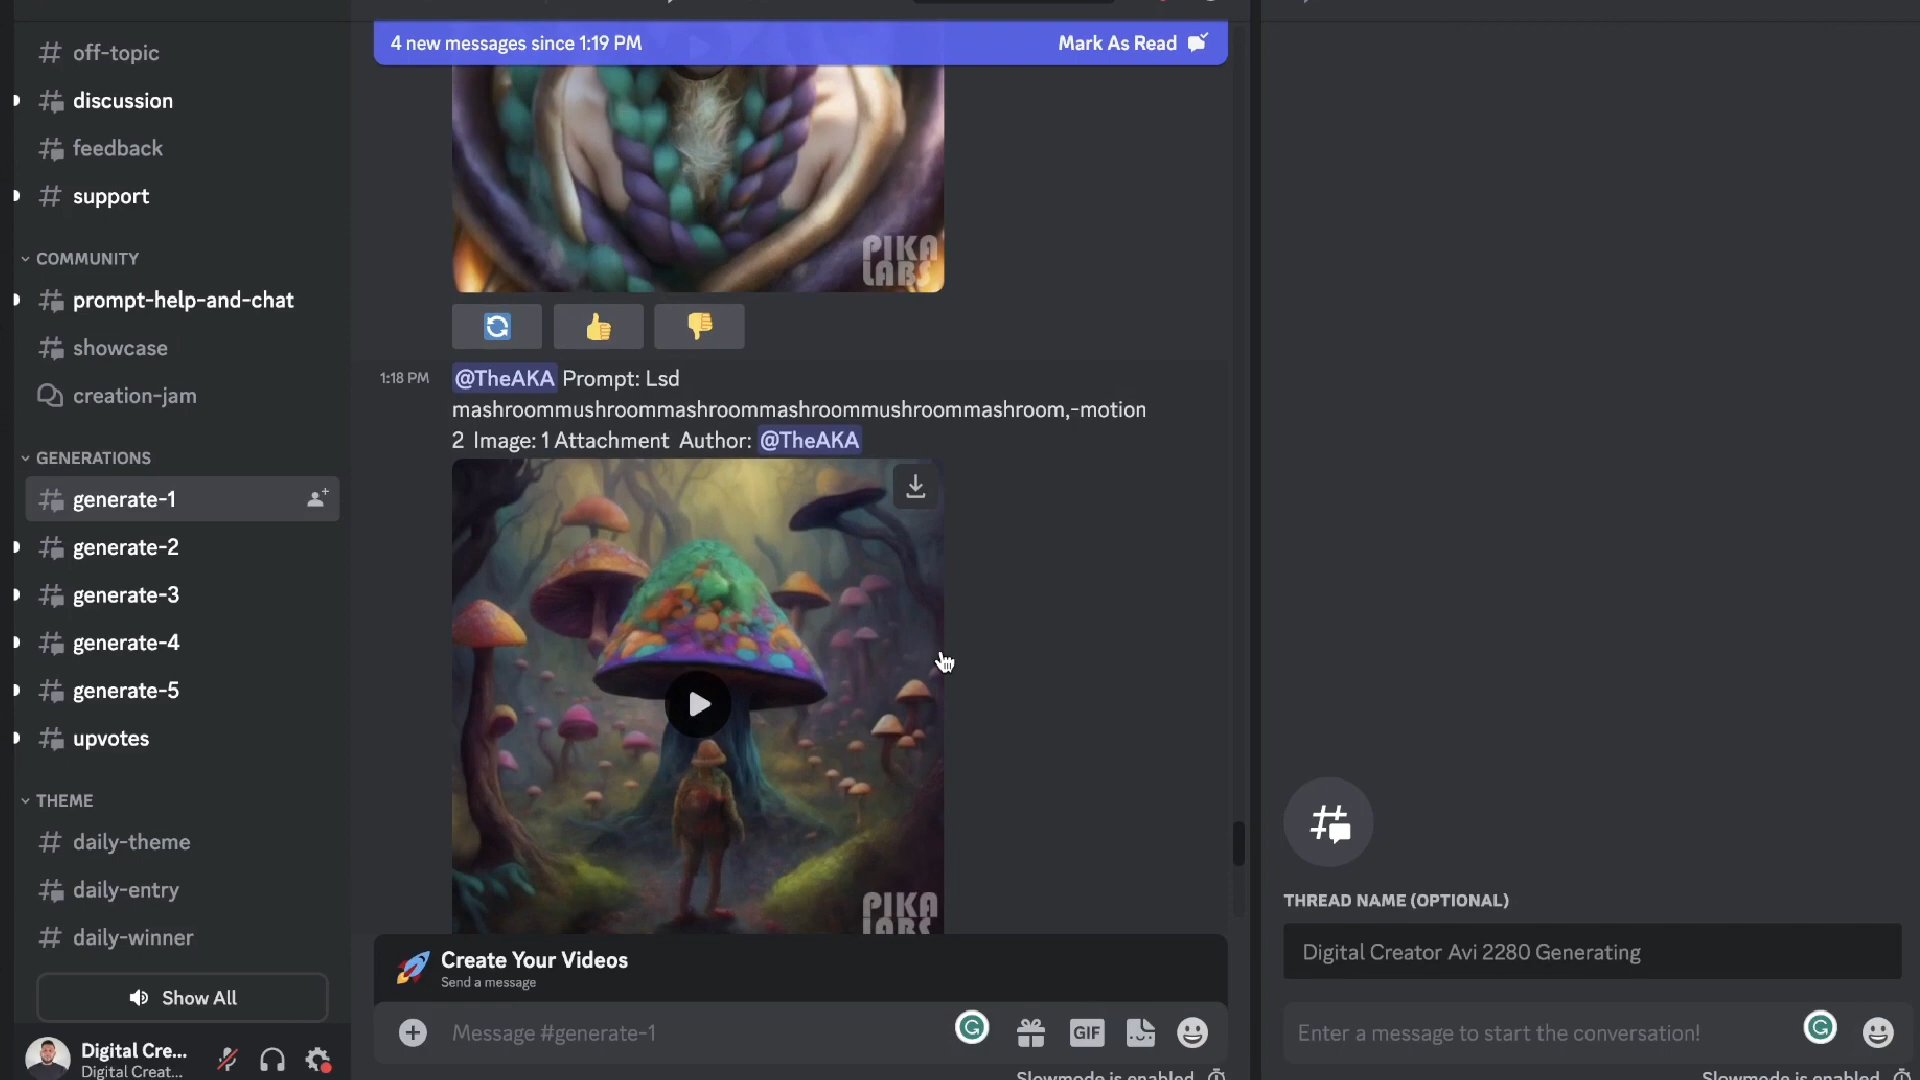 off-topic
discussion
feedback
support
COMMUNITY
prompt-help-and-chat
showcase
creation-jam
GENERATIONS
generate-1
generate-2
generate-3
generate-4
generate-5
upvotes
THEME
daily-theme
daily-entry
daily-winner
Show All
Digital Cre...
Digital Creat...
4 new messages since 1:19 PM
Mark As Read
PIKA
LABS
1:18 PM
@TheAKA Prompt: Lsd
mashroommushroommashroommashroommushroommashroom,-motion
2 Image: 1 Attachment Author: @TheAKA
PIKA
LABS
Create Your Videos
Send a message
Message #generate-1
GIF
Slowmode is enabled
THREAD NAME (OPTIONAL)
Digital Creator Avi 2280 Generating
Enter a message to start the conversation!
Slowmode is enabled